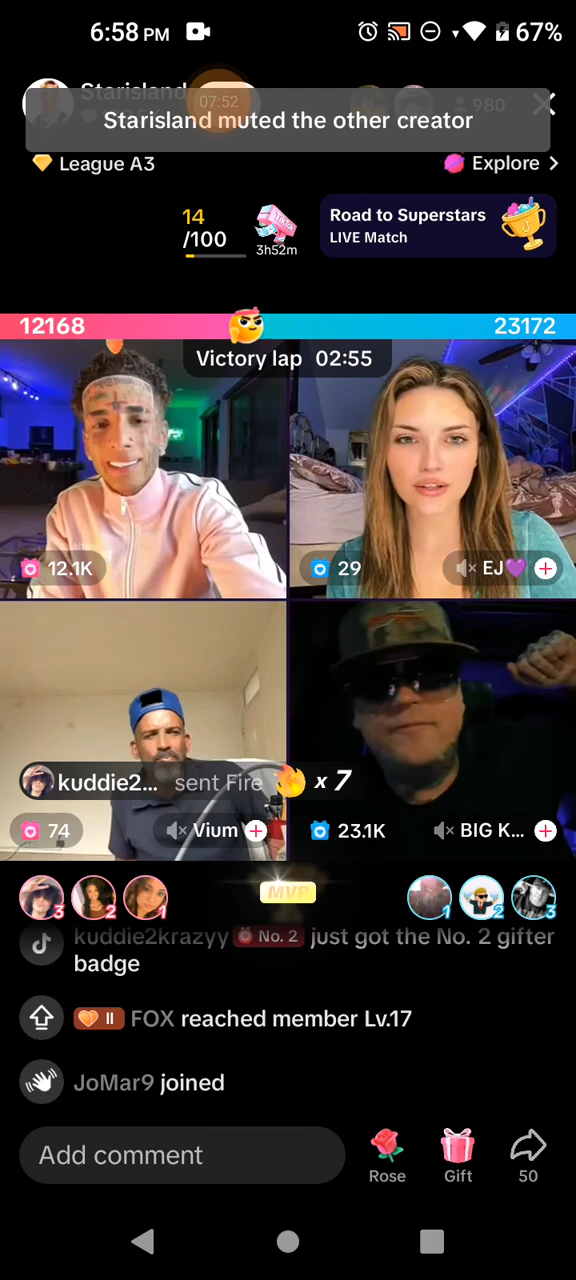 6:58 PM 67%
Starisland
07:52
980
Starisland muted the other creator
League A3
Explore >
14
/100
TikTok
3h52m
Road to Superstars
LIVE Match
12168
23172
Victory lap 02:55
12.1K
29
EJ💜
kuddie2... sent Fire x 7
74
Vium
23.1K
BIG K...
3
2
1
MVP
1
2
3
kuddie2krazyy No. 2 just got the No. 2 gifter
badge
II FOX reached member Lv.17
JoMar9 joined
Add comment
Rose
Gift
50